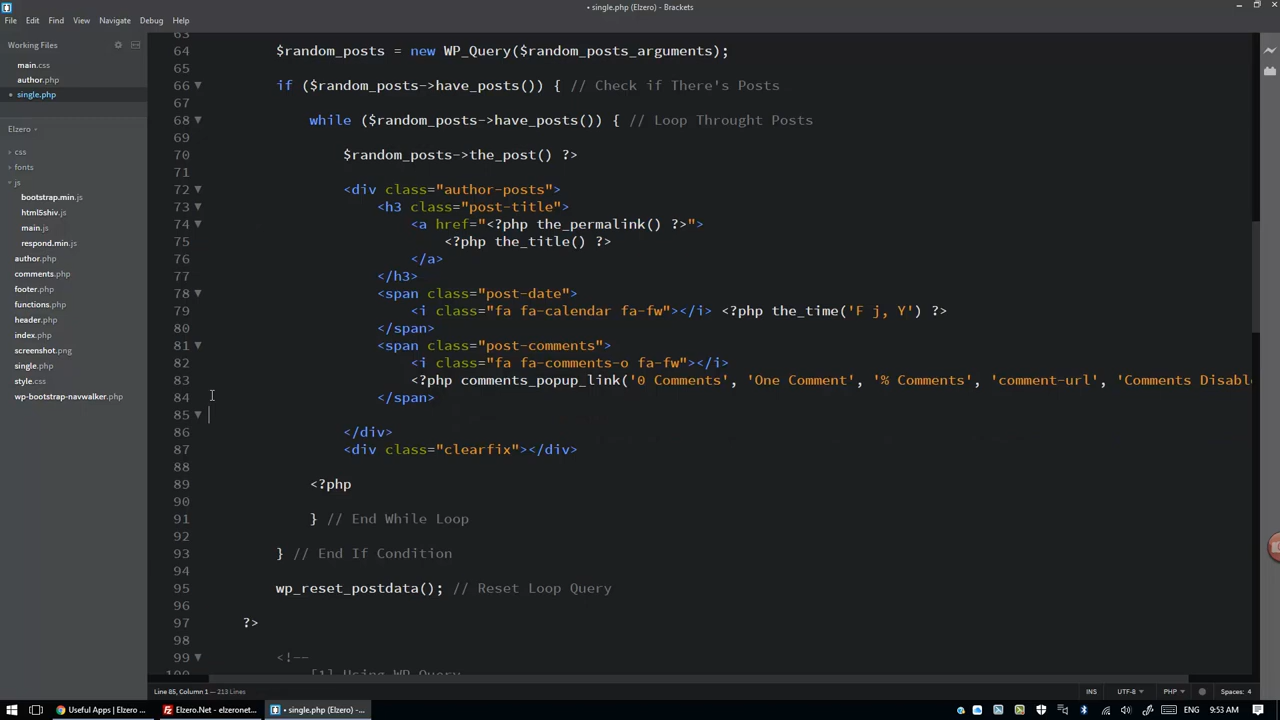 • single.php (Elzero) - Brackets
File Edit Find View Navigate Debug Help
Working Files
main.css
author.php
• single.php
Elzero
css
fonts
js
bootstrap.min.js
html5shiv.js
main.js
respond.min.js
author.php
comments.php
footer.php
functions.php
header.php
index.php
screenshot.png
single.php
style.css
wp-bootstrap-navwalker.php
63
64 $random_posts = new WP_Query($random_posts_arguments);
65
66 if ($random_posts->have_posts()) { // Check if There's Posts
67
68 while ($random_posts->have_posts()) { // Loop Throught Posts
69
70 $random_posts->the_post() ?>
71
72 <div class="author-posts">
73 <h3 class="post-title">
74 <a href="<?php the_permalink() ?>">
75 <?php the_title() ?>
76 </a>
77 </h3>
78 <span class="post-date">
79 <i class="fa fa-calendar fa-fw"></i> <?php the_time('F j, Y') ?>
80 </span>
81 <span class="post-comments">
82 <i class="fa fa-comments-o fa-fw"></i>
83 <?php comments_popup_link('0 Comments', 'One Comment', '% Comments', 'comment-url', 'Comments Disabl
84 </span>
85
86 </div>
87 <div class="clearfix"></div>
88
89 <?php
90
91 } // End While Loop
92
93 } // End If Condition
94
95 wp_reset_postdata(); // Reset Loop Query
96
97 ?>
98
99 <!--
100 [1] Using WP_Query
Line 85, Column 1 — 213 Lines
INS UTF-8 PHP Spaces: 4
Useful Apps | Elzero ...
Elzero.Net - elzeronet...
• single.php (Elzero) -...
ENG 9:53 AM